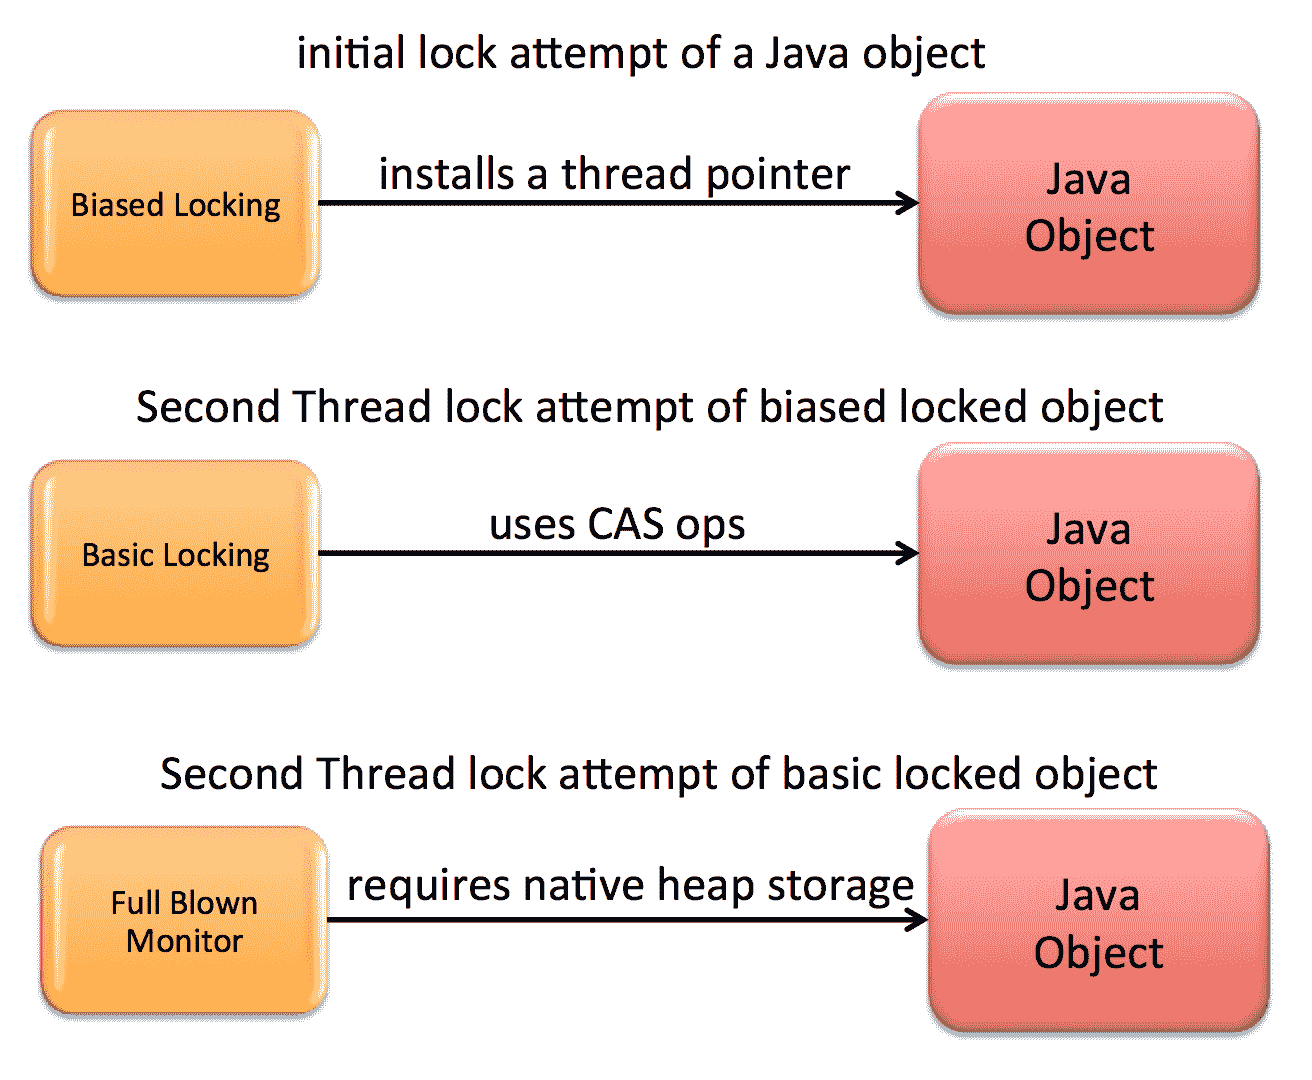 initial lock attempt of a Java object
Biased Locking
installs a thread pointer
Java
Object
Second Thread lock attempt of biased locked object
Basic Locking
uses CAS ops
Java
Object
Second Thread lock attempt of basic locked object
Full Blown
Monitor
requires native heap storage
Java
Object